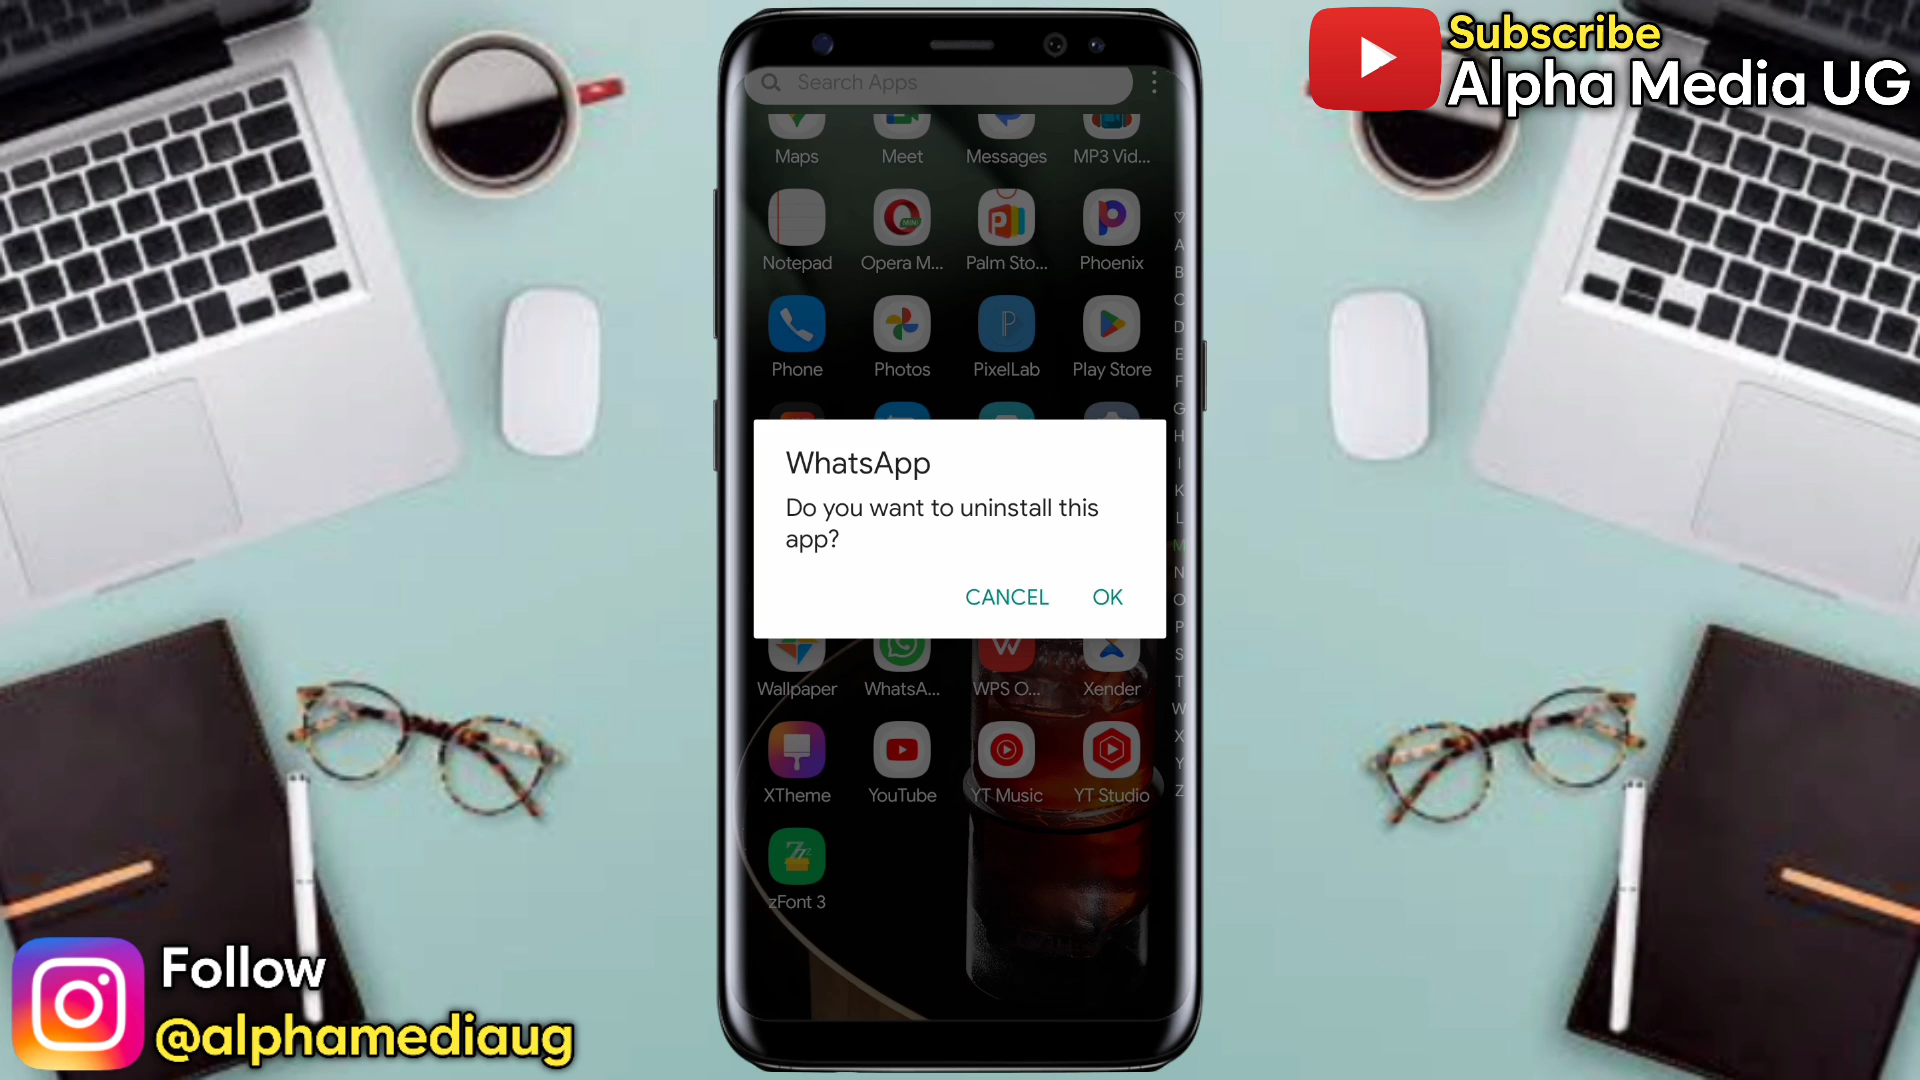 Subscribe
Alpha Media UG
Search Apps
Maps
Meet
Messages
MP3 Vid...
Notepad
Opera M...
Palm Sto...
Phoenix
Phone
Photos
PixelLab
Play Store
WhatsApp
Do you want to uninstall this
app?
CANCEL
OK
Wallpaper
WhatsA...
WPS O...
Xender
XTheme
YouTube
YT Music
YT Studio
zFont 3
A
B
C
D
E
F
G
H
I
K
L
M
N
O
P
S
T
W
X
Y
Z
Follow
@alphamediaug